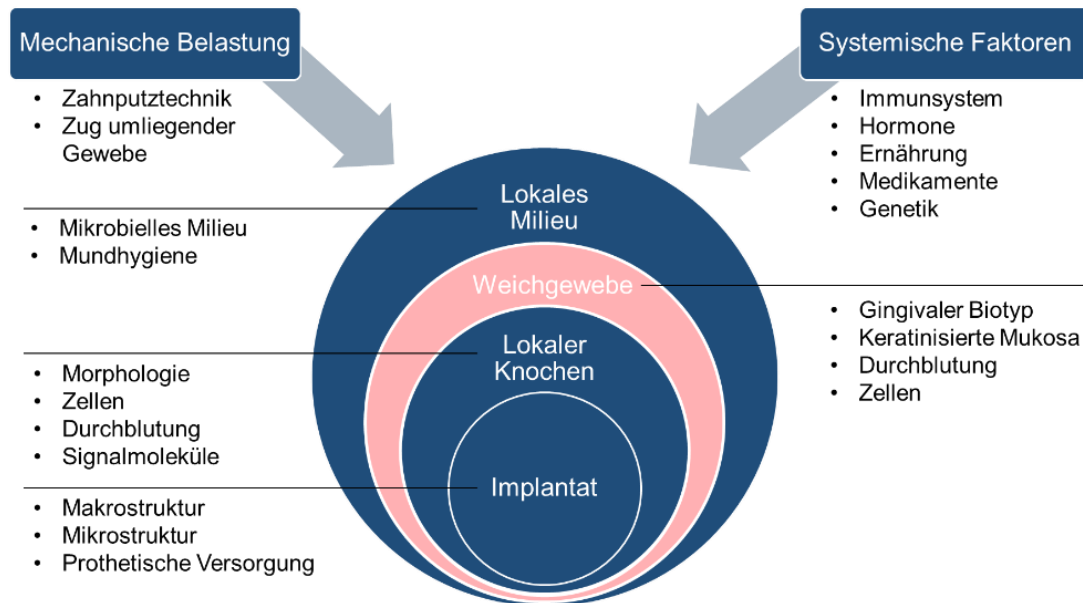 Mechanische Belastung
• Zahnputztechnik
• Zug umliegender
Gewebe
Systemische Faktoren
• Immunsystem
• Hormone
• Ernährung
• Medikamente
• Genetik
Lokales
Milieu
• Mikrobielles Milieu
• Mundhygiene
Weichgewebe
• Gingivaler Biotyp
• Keratinisierte Mukosa
• Durchblutung
• Zellen
Lokaler
Knochen
• Morphologie
• Zellen
• Durchblutung
• Signalmoleküle
Implantat
• Makrostruktur
• Mikrostruktur
• Prothetische Versorgung